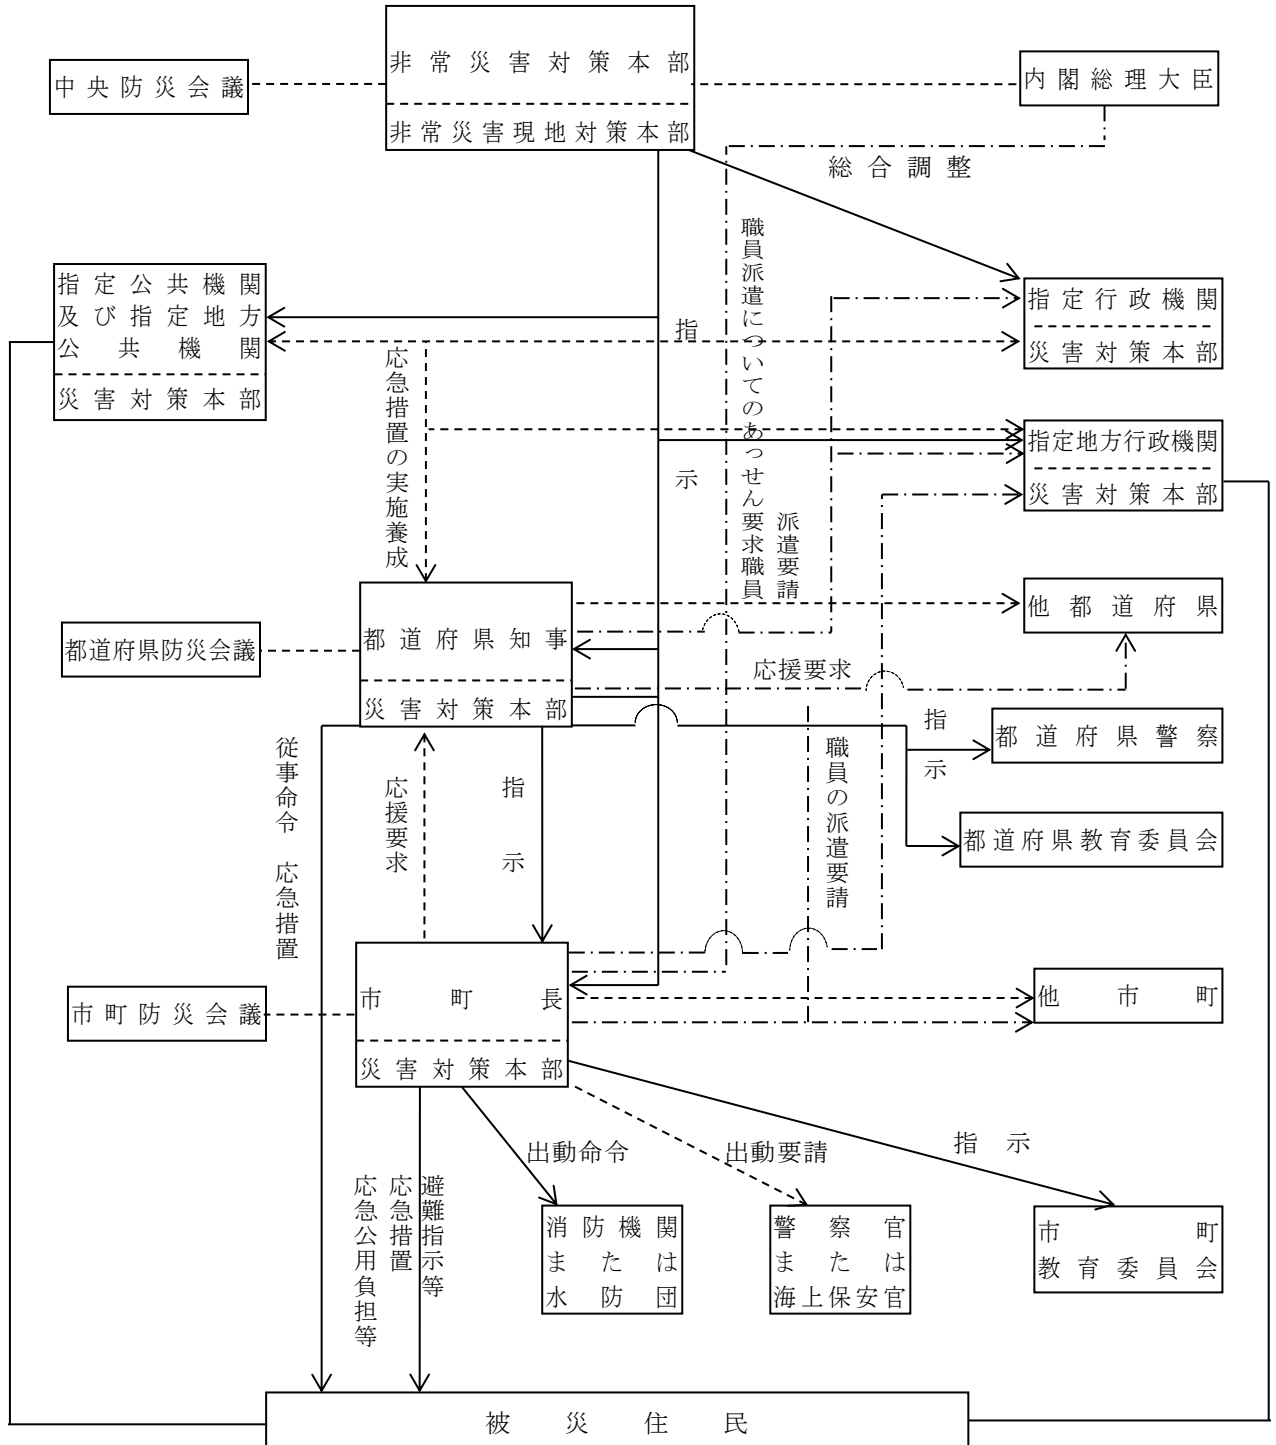 非常災害対策本部
非常災害現地対策本部
中央防災会議
内閣総理大臣
総合調整
指定公共機関
及び指定地方
公共機関
災害対策本部
指定行政機関
災害対策本部
指定地方行政機関
災害対策本部
指示
職員派遣についてのあっせん要求職員
派遣要請
応急措置の実施養成
都道府県防災会議
都道府県知事
災害対策本部
他都道府県
応援要求
都道府県警察
指示
都道府県教育委員会
職員の派遣要請
従事命令 応急措置
応援要求
指示
市町防災会議
市町長
災害対策本部
他市町
出動命令
出動要請
指示
避難指示等
応急措置
応急公用負担等
消防機関
または
水防団
警察官
または
海上保安官
市町
教育委員会
被災住民